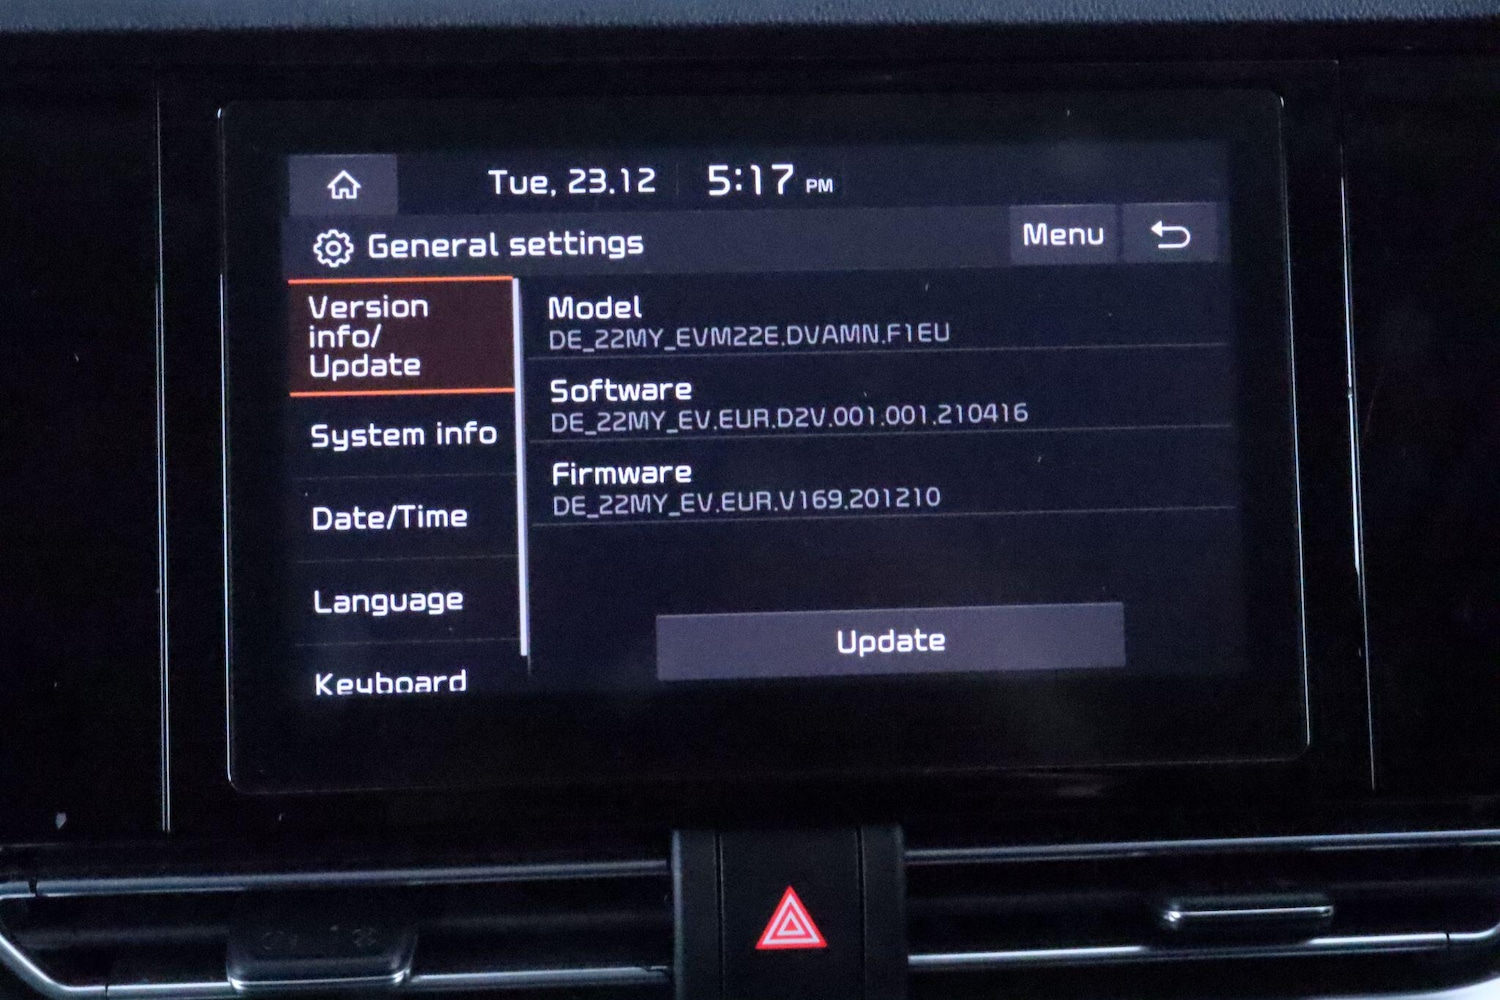 Tue, 23.12 5:17 PM
General settings Menu
Version
info/
Update
Model
DE_22MY_EVM22E.DVAMN.F1EU
Software
DE_22MY_EV.EUR.D2V.001.001.210416
System info
Firmware
DE_22MY_EV.EUR.V169.201210
Date/Time
Language
Update
Keyboard